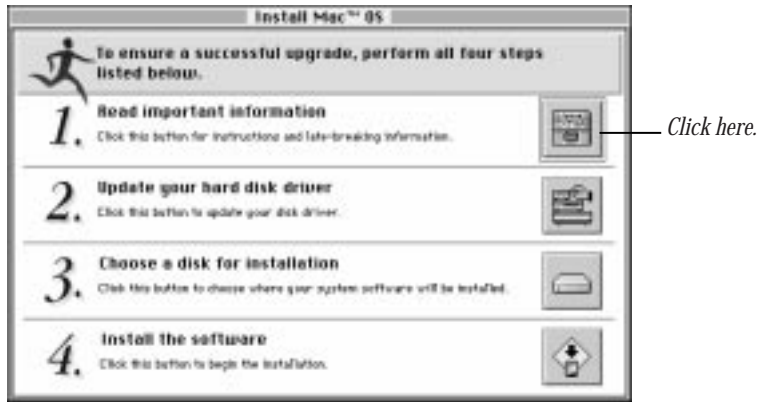 Install Mac™ OS
To ensure a successful upgrade, perform all four steps
listed below.
1. Read important information
Click this button for instructions and late-breaking information.
Click here.
2. Update your hard disk driver
Click this button to update your disk driver.
3. Choose a disk for installation
Click this button to choose where your system software will be installed.
4. Install the software
Click this button to begin the installation.